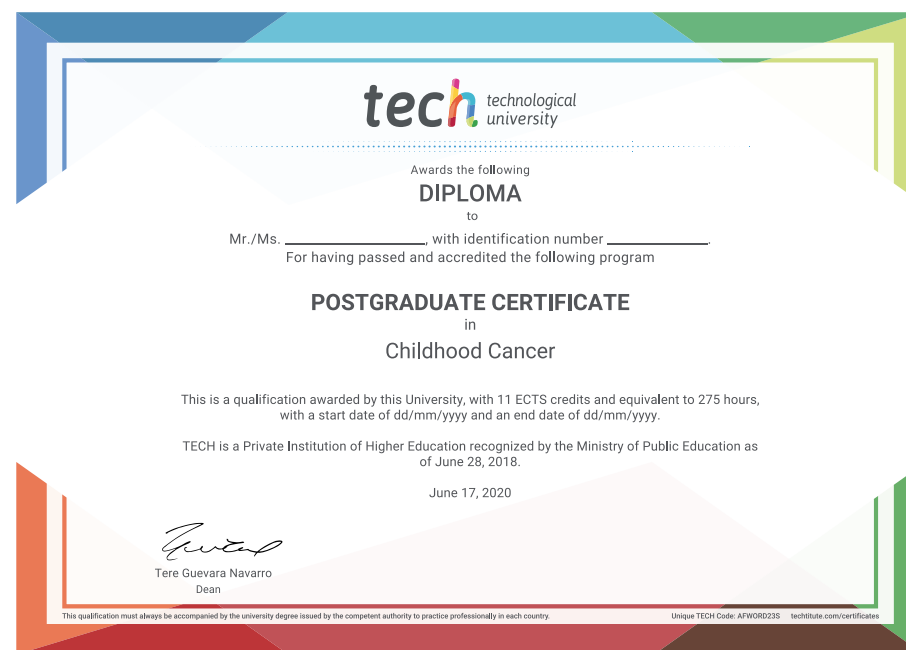 tech technological
university
Awards the following
DIPLOMA
to
Mr./Ms. ____________, with identification number ____________.
For having passed and accredited the following program
POSTGRADUATE CERTIFICATE
in
Childhood Cancer
This is a qualification awarded by this University, with 11 ECTS credits and equivalent to 275 hours,
with a start date of dd/mm/yyyy and an end date of dd/mm/yyyy.
TECH is a Private Institution of Higher Education recognized by the Ministry of Public Education as
of June 28, 2018.
June 17, 2020
Tere Guevara Navarro
Dean
This qualification must always be accompanied by the university degree issued by the competent authority to practice professionally in each country. Unique TECH Code: AFWORD23S techtitute.com/certificates